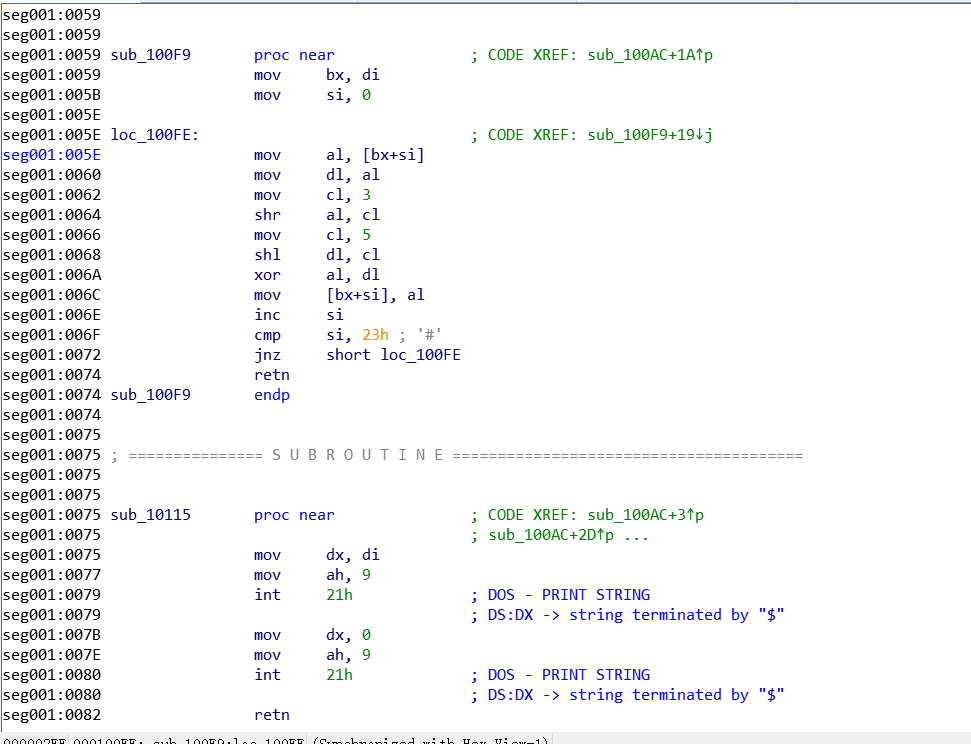 seg001:0059
seg001:0059
seg001:0059 sub_100F9 proc near ; CODE XREF: sub_100AC+1A↑p
seg001:0059 mov bx, di
seg001:005B mov si, 0
seg001:005E
seg001:005E loc_100FE: ; CODE XREF: sub_100F9+19↓j
seg001:005E mov al, [bx+si]
seg001:0060 mov dl, al
seg001:0062 mov cl, 3
seg001:0064 shr al, cl
seg001:0066 mov cl, 5
seg001:0068 shl dl, cl
seg001:006A xor al, dl
seg001:006C mov [bx+si], al
seg001:006E inc si
seg001:006F cmp si, 23h ; '#'
seg001:0072 jnz short loc_100FE
seg001:0074 retn
seg001:0074 sub_100F9 endp
seg001:0074
seg001:0075
seg001:0075 ; =============== S U B R O U T I N E =======================================
seg001:0075
seg001:0075
seg001:0075 sub_10115 proc near ; CODE XREF: sub_100AC+3↑p
seg001:0075 ; sub_100AC+2D↑p ...
seg001:0075 mov dx, di
seg001:0077 mov ah, 9
seg001:0079 int 21h ; DOS - PRINT STRING
seg001:0079 ; DS:DX -> string terminated by "$"
seg001:007B mov dx, 0
seg001:007E mov ah, 9
seg001:0080 int 21h ; DOS - PRINT STRING
seg001:0080 ; DS:DX -> string terminated by "$"
seg001:0082 retn